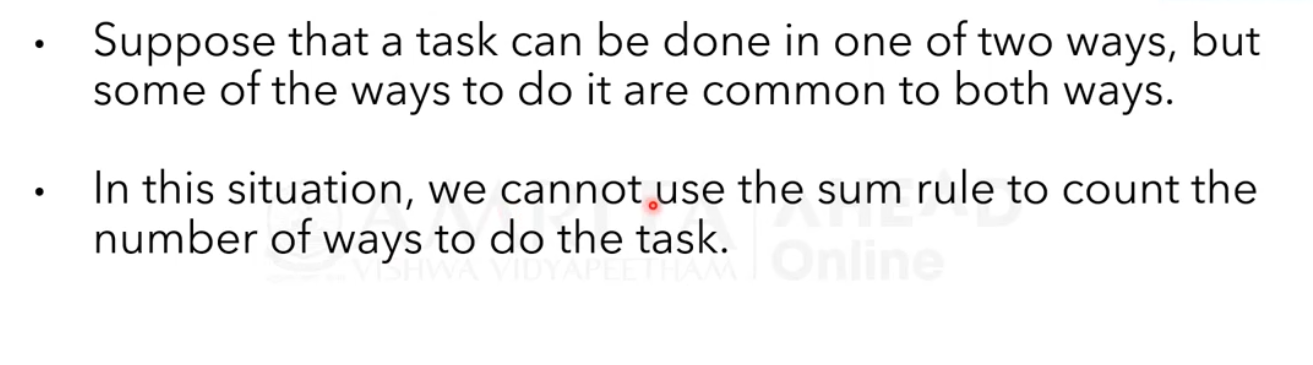 • Suppose that a task can be done in one of two ways, but
some of the ways to do it are common to both ways.
• In this situation, we cannot use the sum rule to count the
number of ways to do the task.
AMRITA AHEAD
VISHWA VIDYAPEETHAM Online